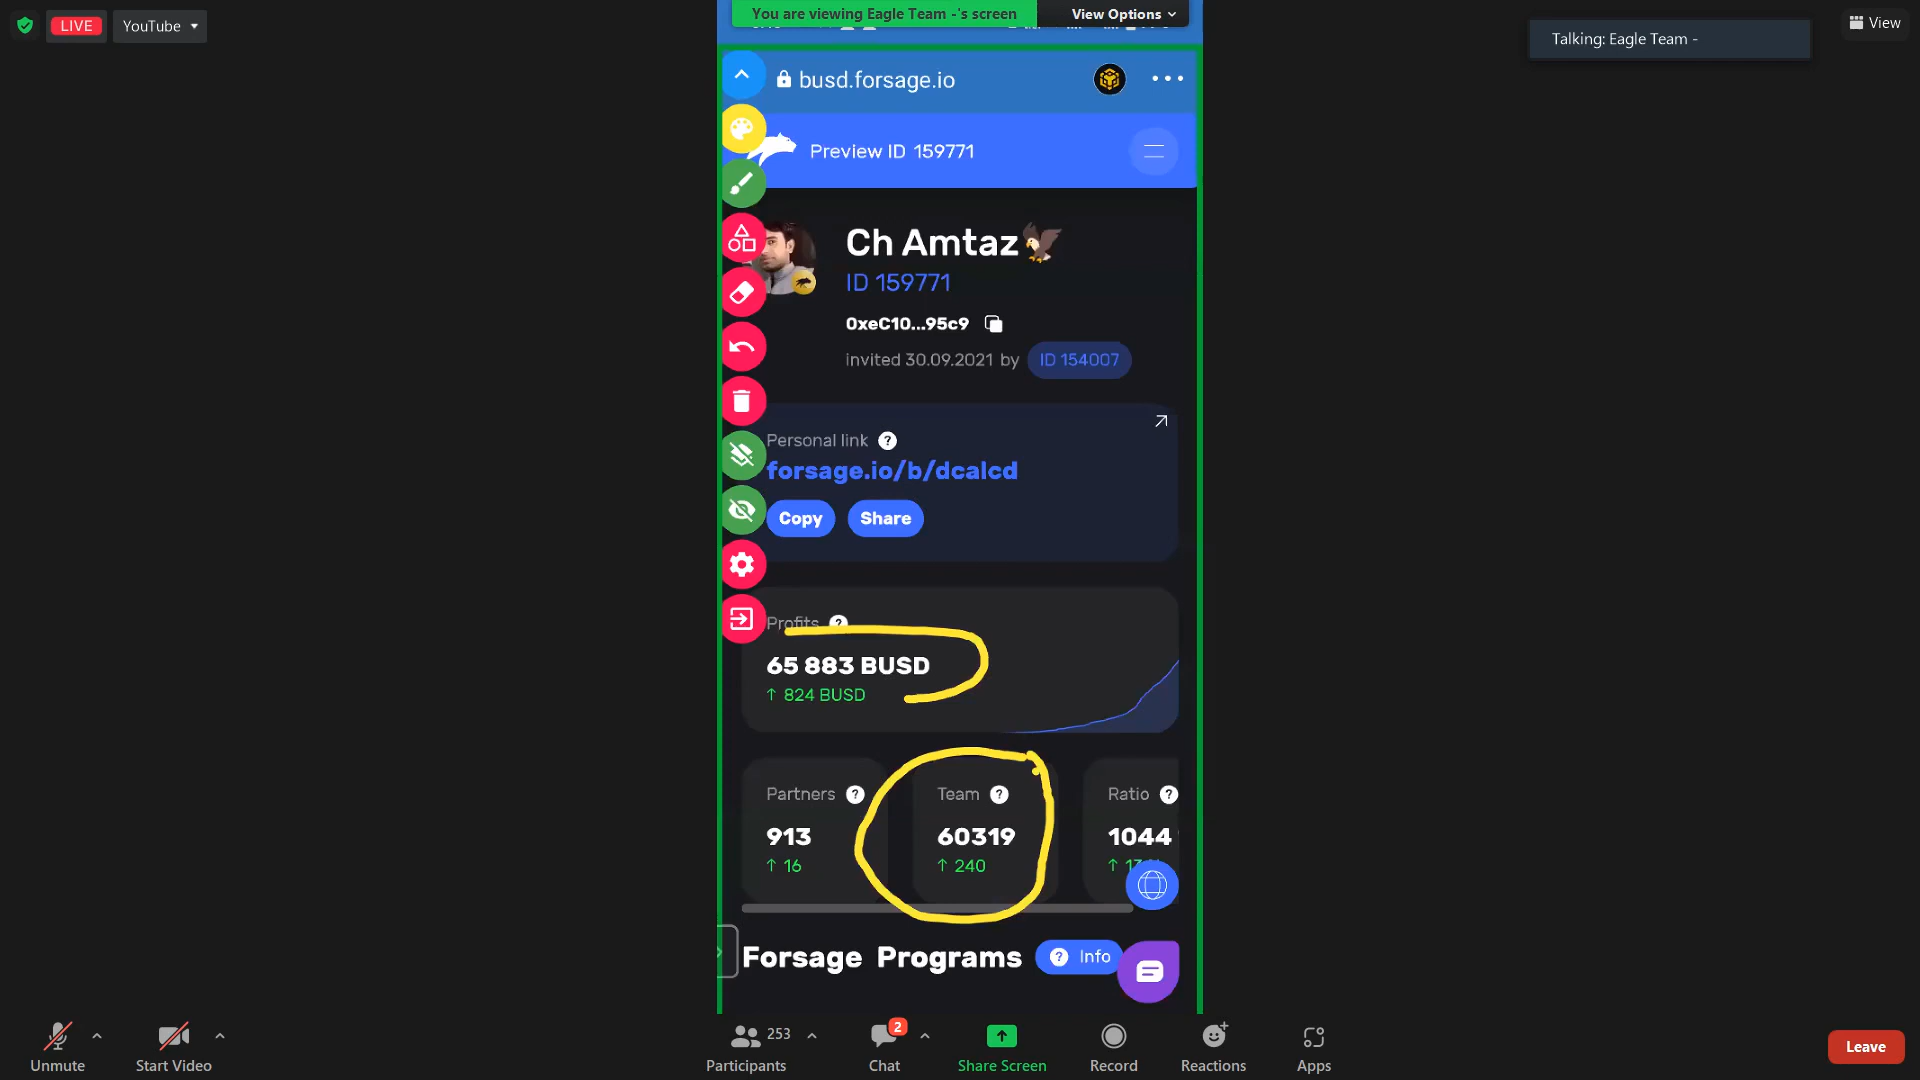 LIVE
YouTube
You are viewing Eagle Team -'s screen
View Options
Talking: Eagle Team -
View
busd.forsage.io
Preview ID 159771
Ch Amtaz
ID 159771
0xeC10...95c9
invited 30.09.2021 by ID 154007
Personal link ?
forsage.io/b/dcalcd
Copy Share
Profits ?
65 883 BUSD
↑ 824 BUSD
Partners ?
913
↑ 16
Team ?
60319
↑ 240
Ratio ?
1044
Forsage Programs
? Info
Unmute
Start Video
253
Participants
2
Chat
Share Screen
Record
Reactions
Apps
Leave